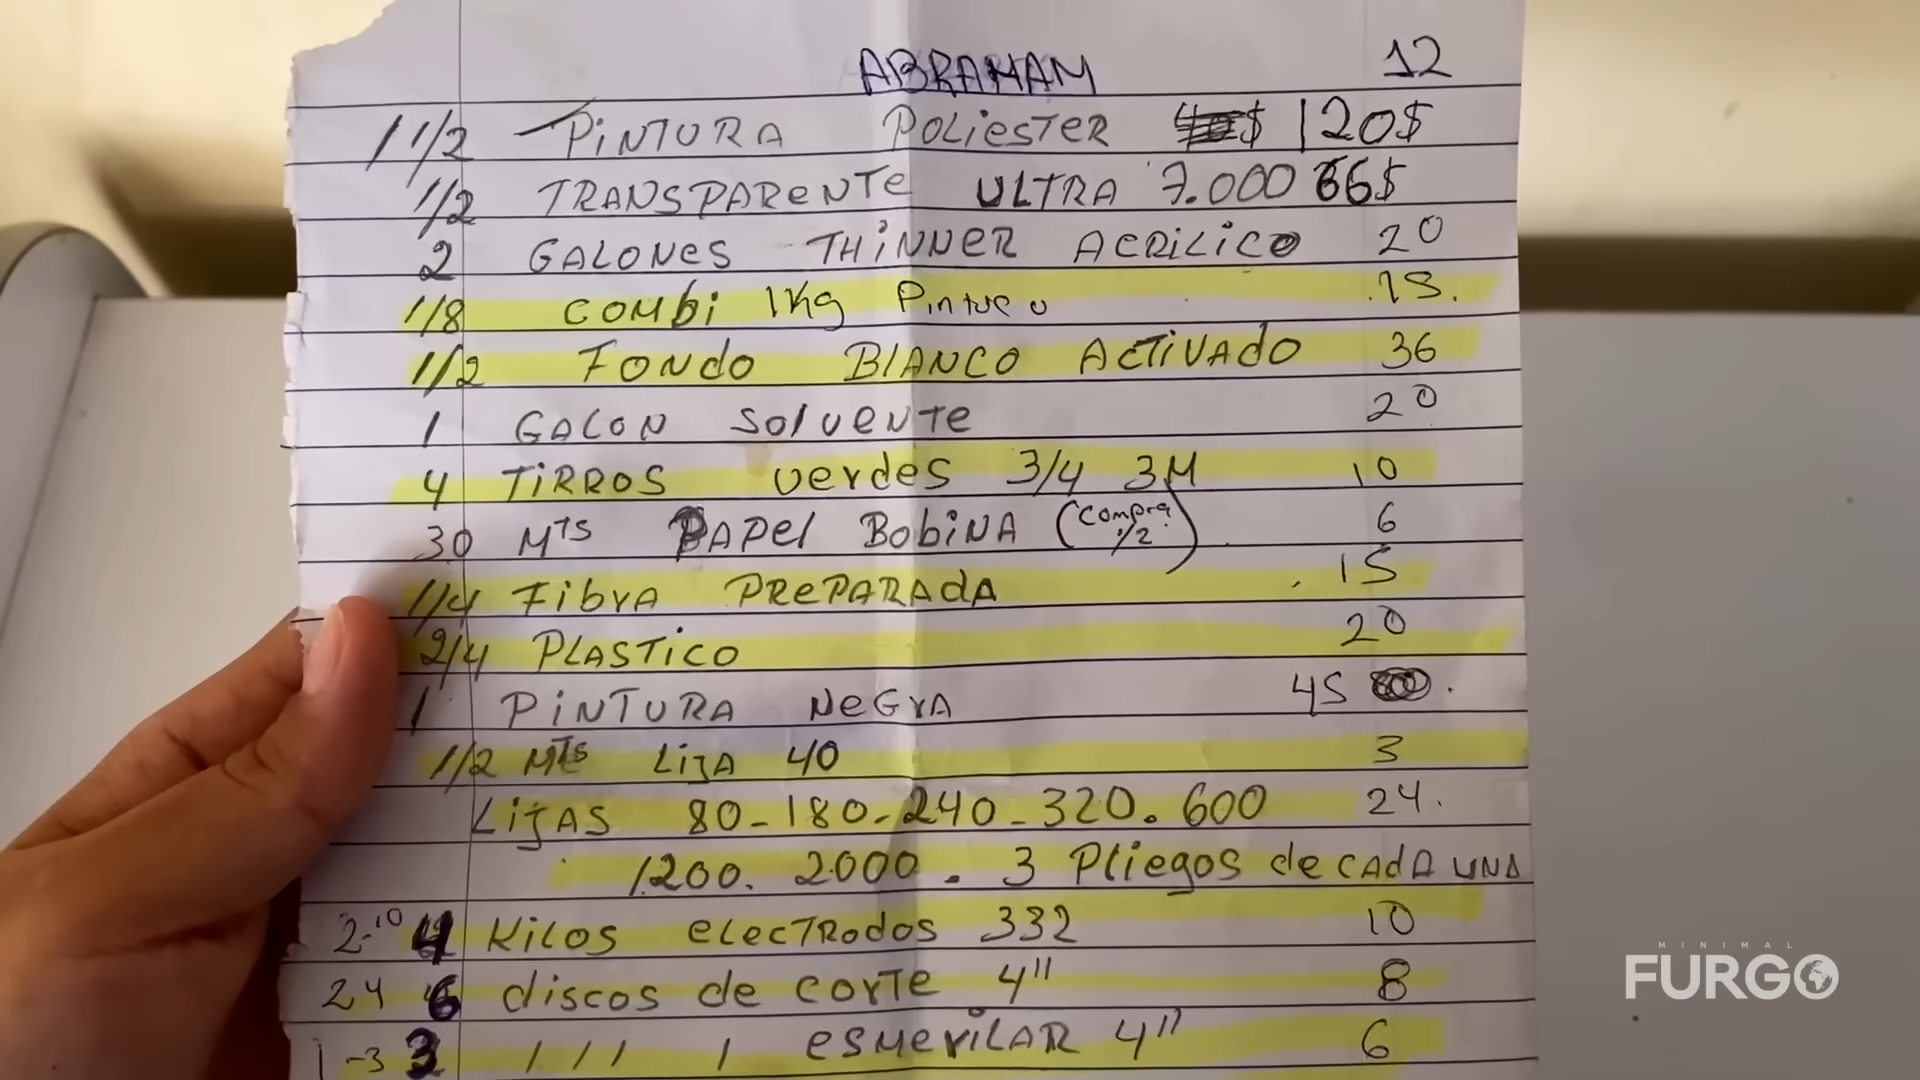 ABRAHAM 12
1 1/2 PiNTURA POLiESTER $ 120$
1/2 TRANSPARENTE ULTRA 7.000 66$
2 GALONES THiNNER ACRiLiCO 20
1/8 COMBi 1Kg Pintuco 15.
1/2 FONDO BLANCO ACTiVADO 36
1 GALON SOLVENTE 20
4 TiRROS verdes 3/4 3M 10
30 MTS PAPEL BObiNA (compra 1/2) 6
1/4 FibrA PREPARADA 15
2/4 PLASTiCO 20
1 PiNTURA NEGrA 45
1/2 MTS LiJA 40 3
LiJAS 80-180-240-320.600 24.
1200. 2000. 3 Pliegos de CADA UNA
2-10 4 KiLOS eLeCTRodos 332 10
24 6 discos de corte 4" 8
1-3 3 / / / / esmeriLAR 4" 6
MINIMAL
FURGO